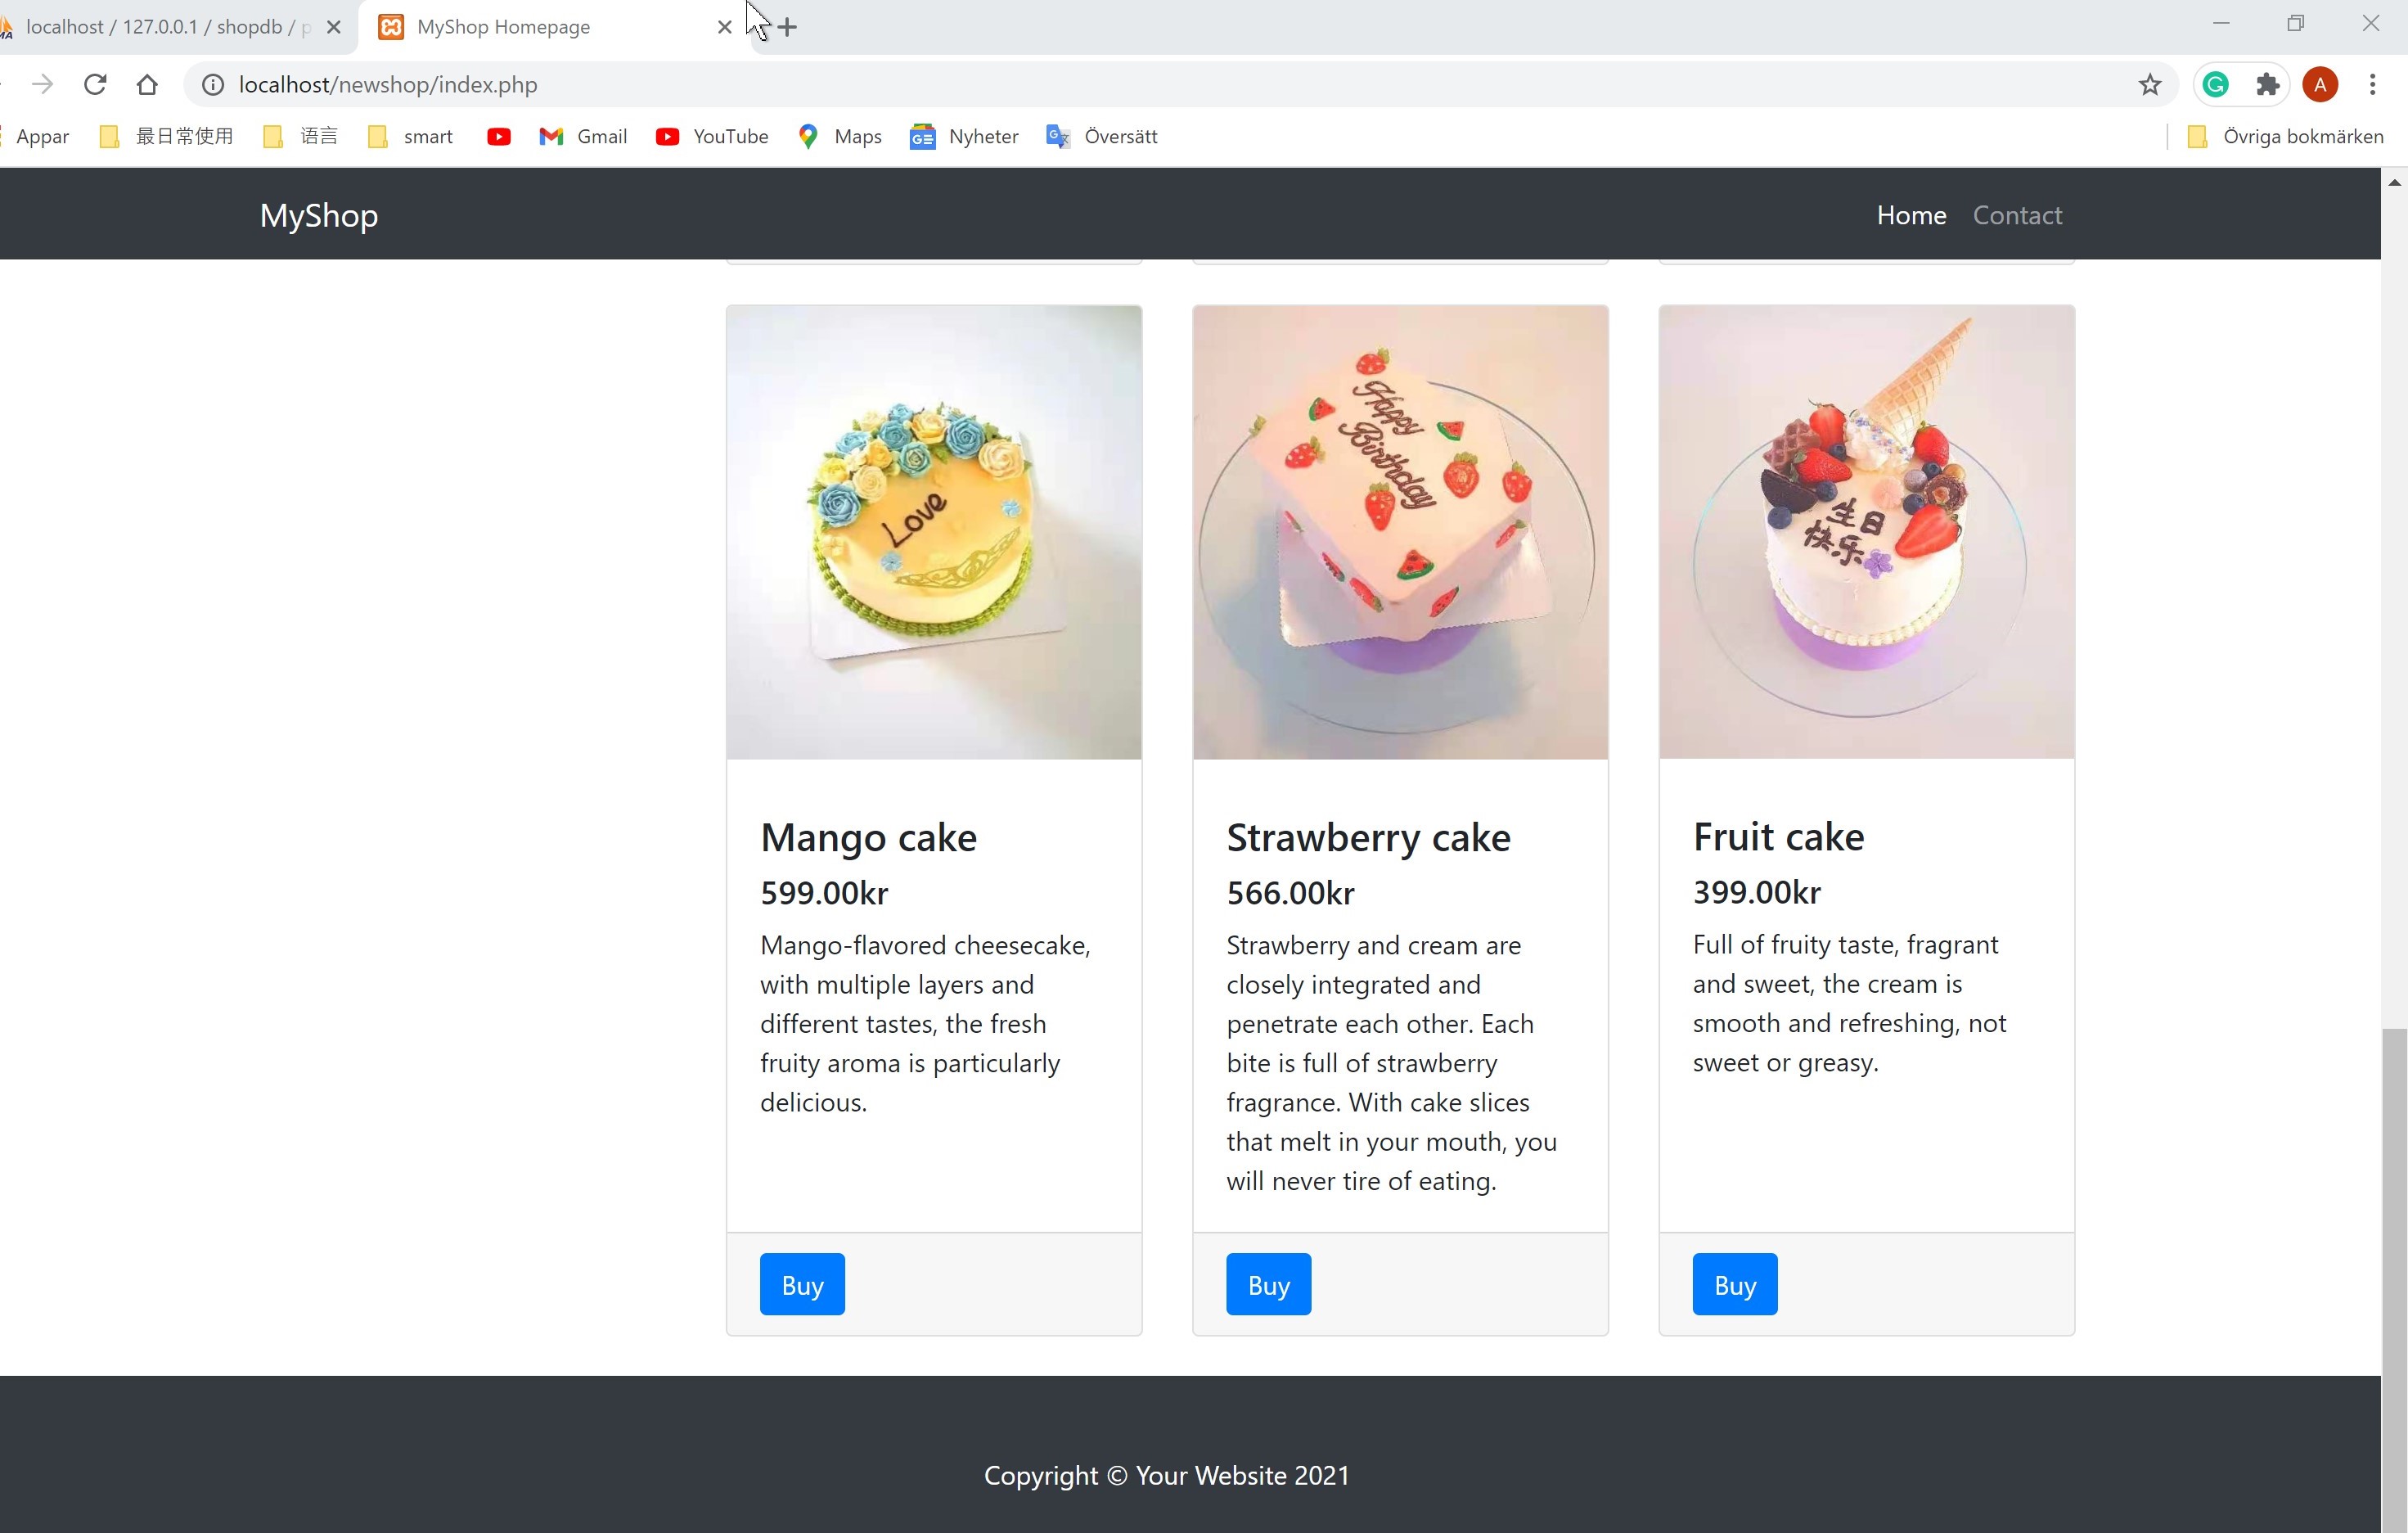 localhost / 127.0.0.1 / shopdb / p
MyShop Homepage
localhost/newshop/index.php
A
Appar
最日常使用
语言
smart
Gmail
YouTube
Maps
Nyheter
Översätt
Övriga bokmärken
MyShop
Home
Contact
Love
Happy
Birthday
生日
快乐
Mango cake
599.00kr
Mango-flavored cheesecake,
with multiple layers and
different tastes, the fresh
fruity aroma is particularly
delicious.
Buy
Strawberry cake
566.00kr
Strawberry and cream are
closely integrated and
penetrate each other. Each
bite is full of strawberry
fragrance. With cake slices
that melt in your mouth, you
will never tire of eating.
Buy
Fruit cake
399.00kr
Full of fruity taste, fragrant
and sweet, the cream is
smooth and refreshing, not
sweet or greasy.
Buy
Copyright © Your Website 2021